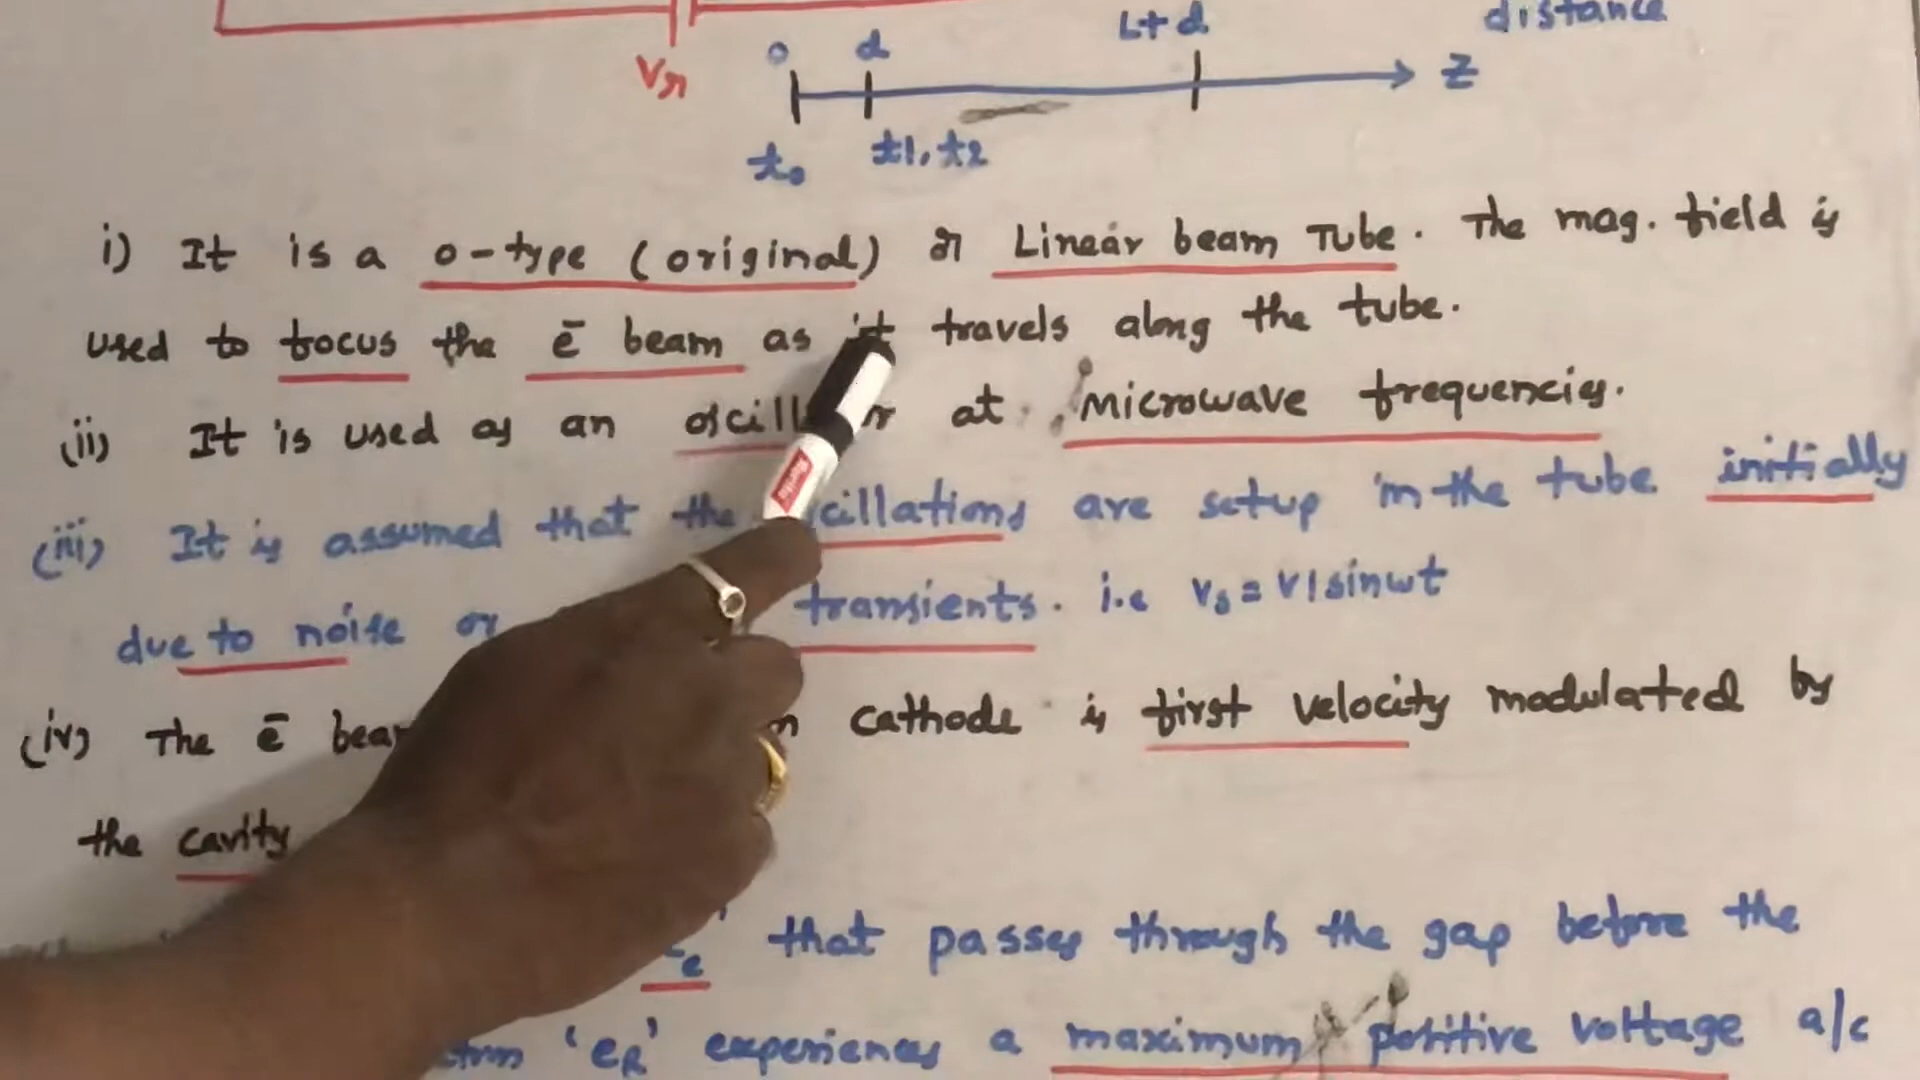 distance
L+d
0 d Z
Vr
t0 t1, t2
i) It is a o-type (original) or Linear beam Tube. The mag. field is
used to focus the ē beam as it travels along the tube.
(ii) It is used as an at microwave frequencies.
(iii) It is assumed that the are setup in the tube initially
due to noise or transients. i.e vs = V1sinwt
(iv) The ē cathode is first velocity modulated by
the cavity
that passes through the gap before the
'eR' experiences a maximum positive voltage a/c